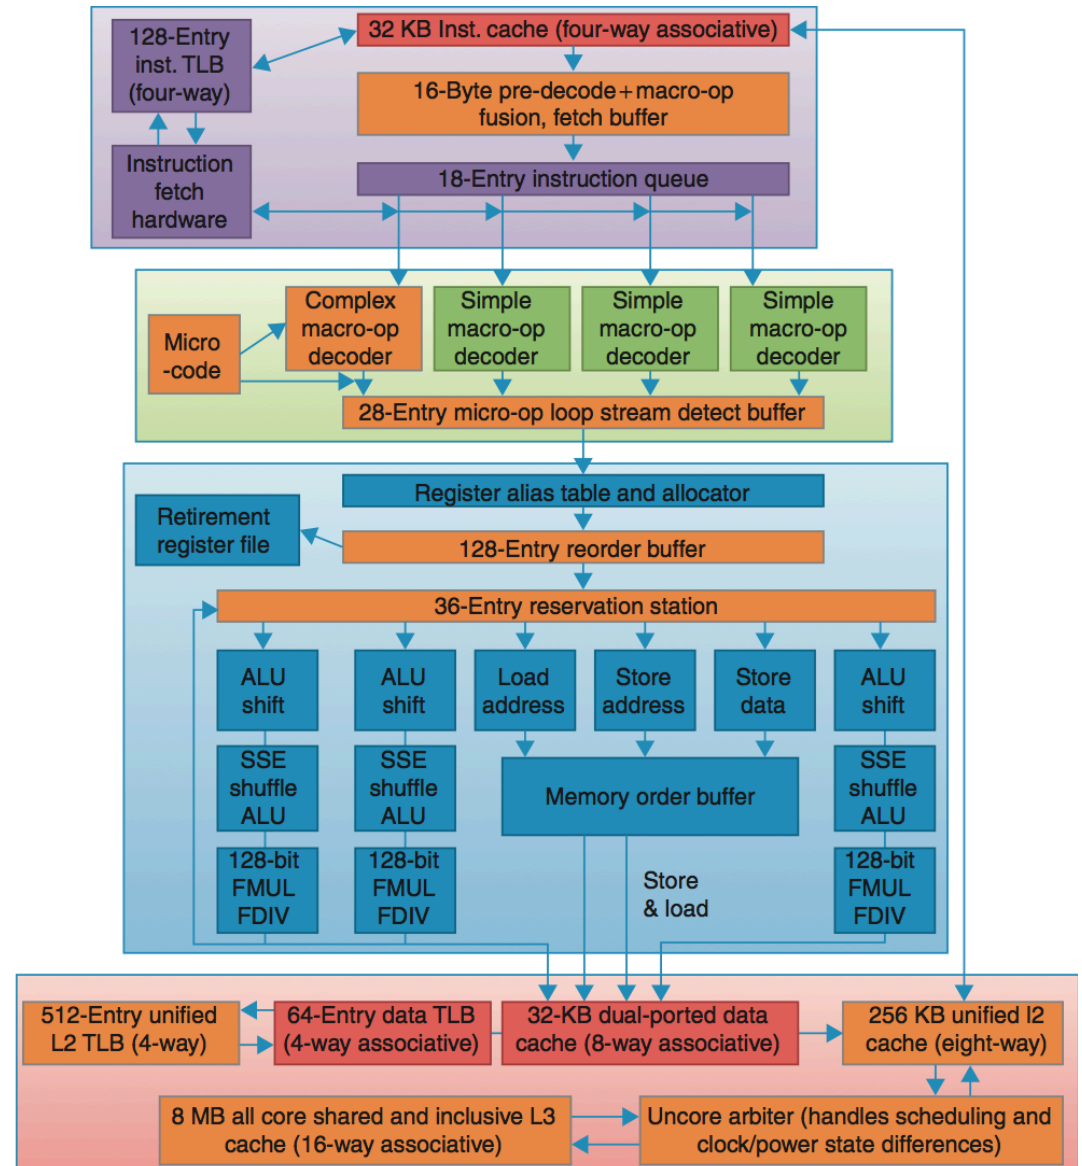 128-Entry
inst. TLB
(four-way)
32 KB Inst. cache (four-way associative)
16-Byte pre-decode+macro-op
fusion, fetch buffer
Instruction
fetch
hardware
18-Entry instruction queue
Micro
-code
Complex
macro-op
decoder
Simple
macro-op
decoder
Simple
macro-op
decoder
Simple
macro-op
decoder
28-Entry micro-op loop stream detect buffer
Register alias table and allocator
Retirement
register file
128-Entry reorder buffer
36-Entry reservation station
ALU
shift
ALU
shift
Load
address
Store
address
Store
data
ALU
shift
SSE
shuffle
ALU
SSE
shuffle
ALU
Memory order buffer
SSE
shuffle
ALU
128-bit
FMUL
FDIV
128-bit
FMUL
FDIV
Store
& load
128-bit
FMUL
FDIV
512-Entry unified
L2 TLB (4-way)
64-Entry data TLB
(4-way associative)
32-KB dual-ported data
cache (8-way associative)
256 KB unified l2
cache (eight-way)
8 MB all core shared and inclusive L3
cache (16-way associative)
Uncore arbiter (handles scheduling and
clock/power state differences)